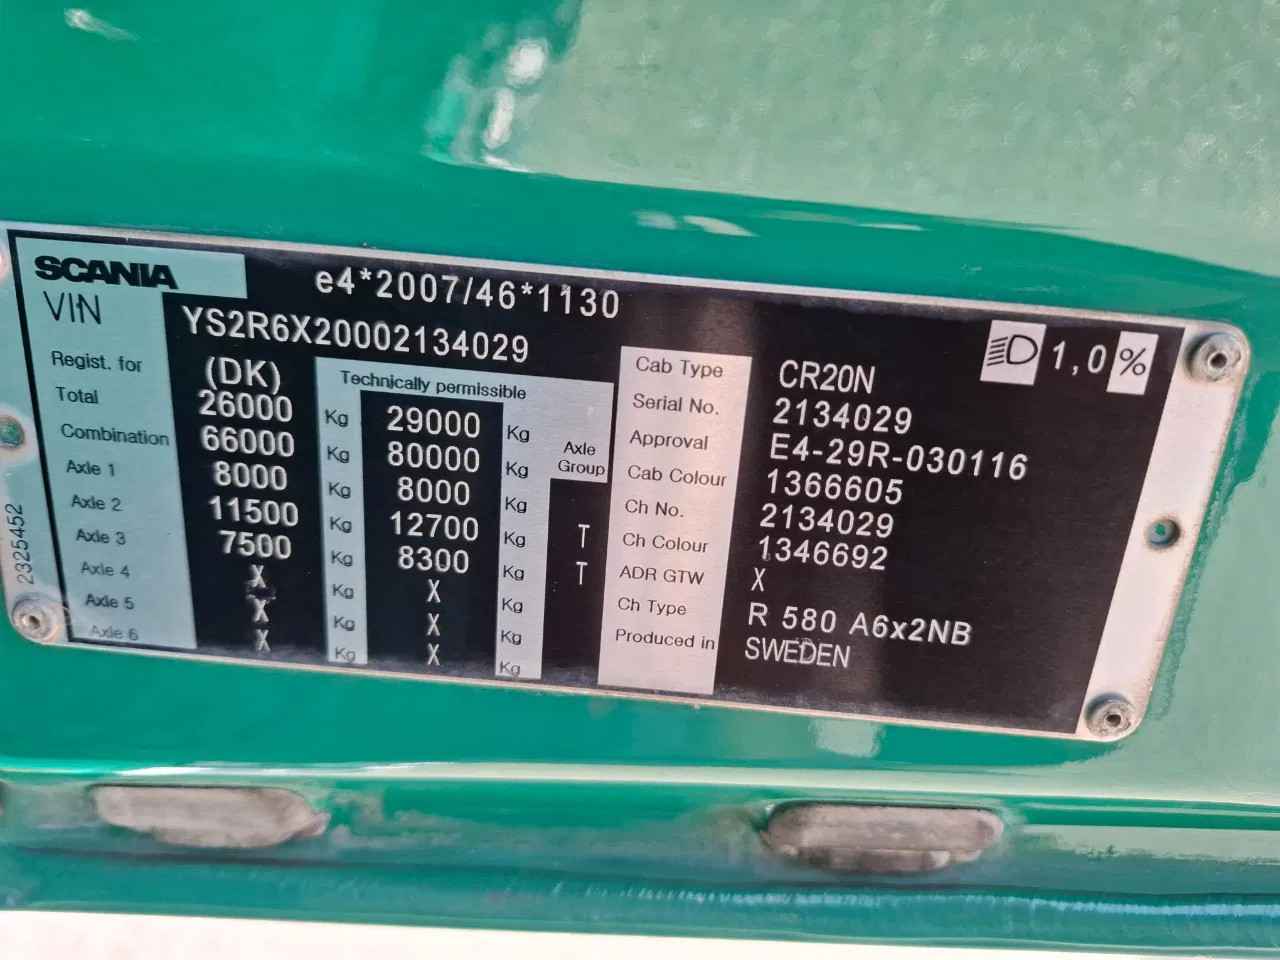 SCANIA e4*2007/46*1130
VIN YS2R6X20002134029
Regist. for (DK) Technically permissible
Total 26000 Kg 29000 Kg
Combination 66000 Kg 80000 Kg Axle Group
Axle 1 8000 Kg 8000 Kg
Axle 2 11500 Kg 12700 Kg T
Axle 3 7500 Kg 8300 Kg T
Axle 4 X Kg X Kg
Axle 5 X Kg X Kg
Axle 6 X Kg X Kg
2325452
1,0 %
Cab Type CR20N
Serial No. 2134029
Approval E4-29R-030116
Cab Colour 1366605
Ch No. 2134029
Ch Colour 1346692
ADR GTW X
Ch Type R 580 A6x2NB
Produced in SWEDEN